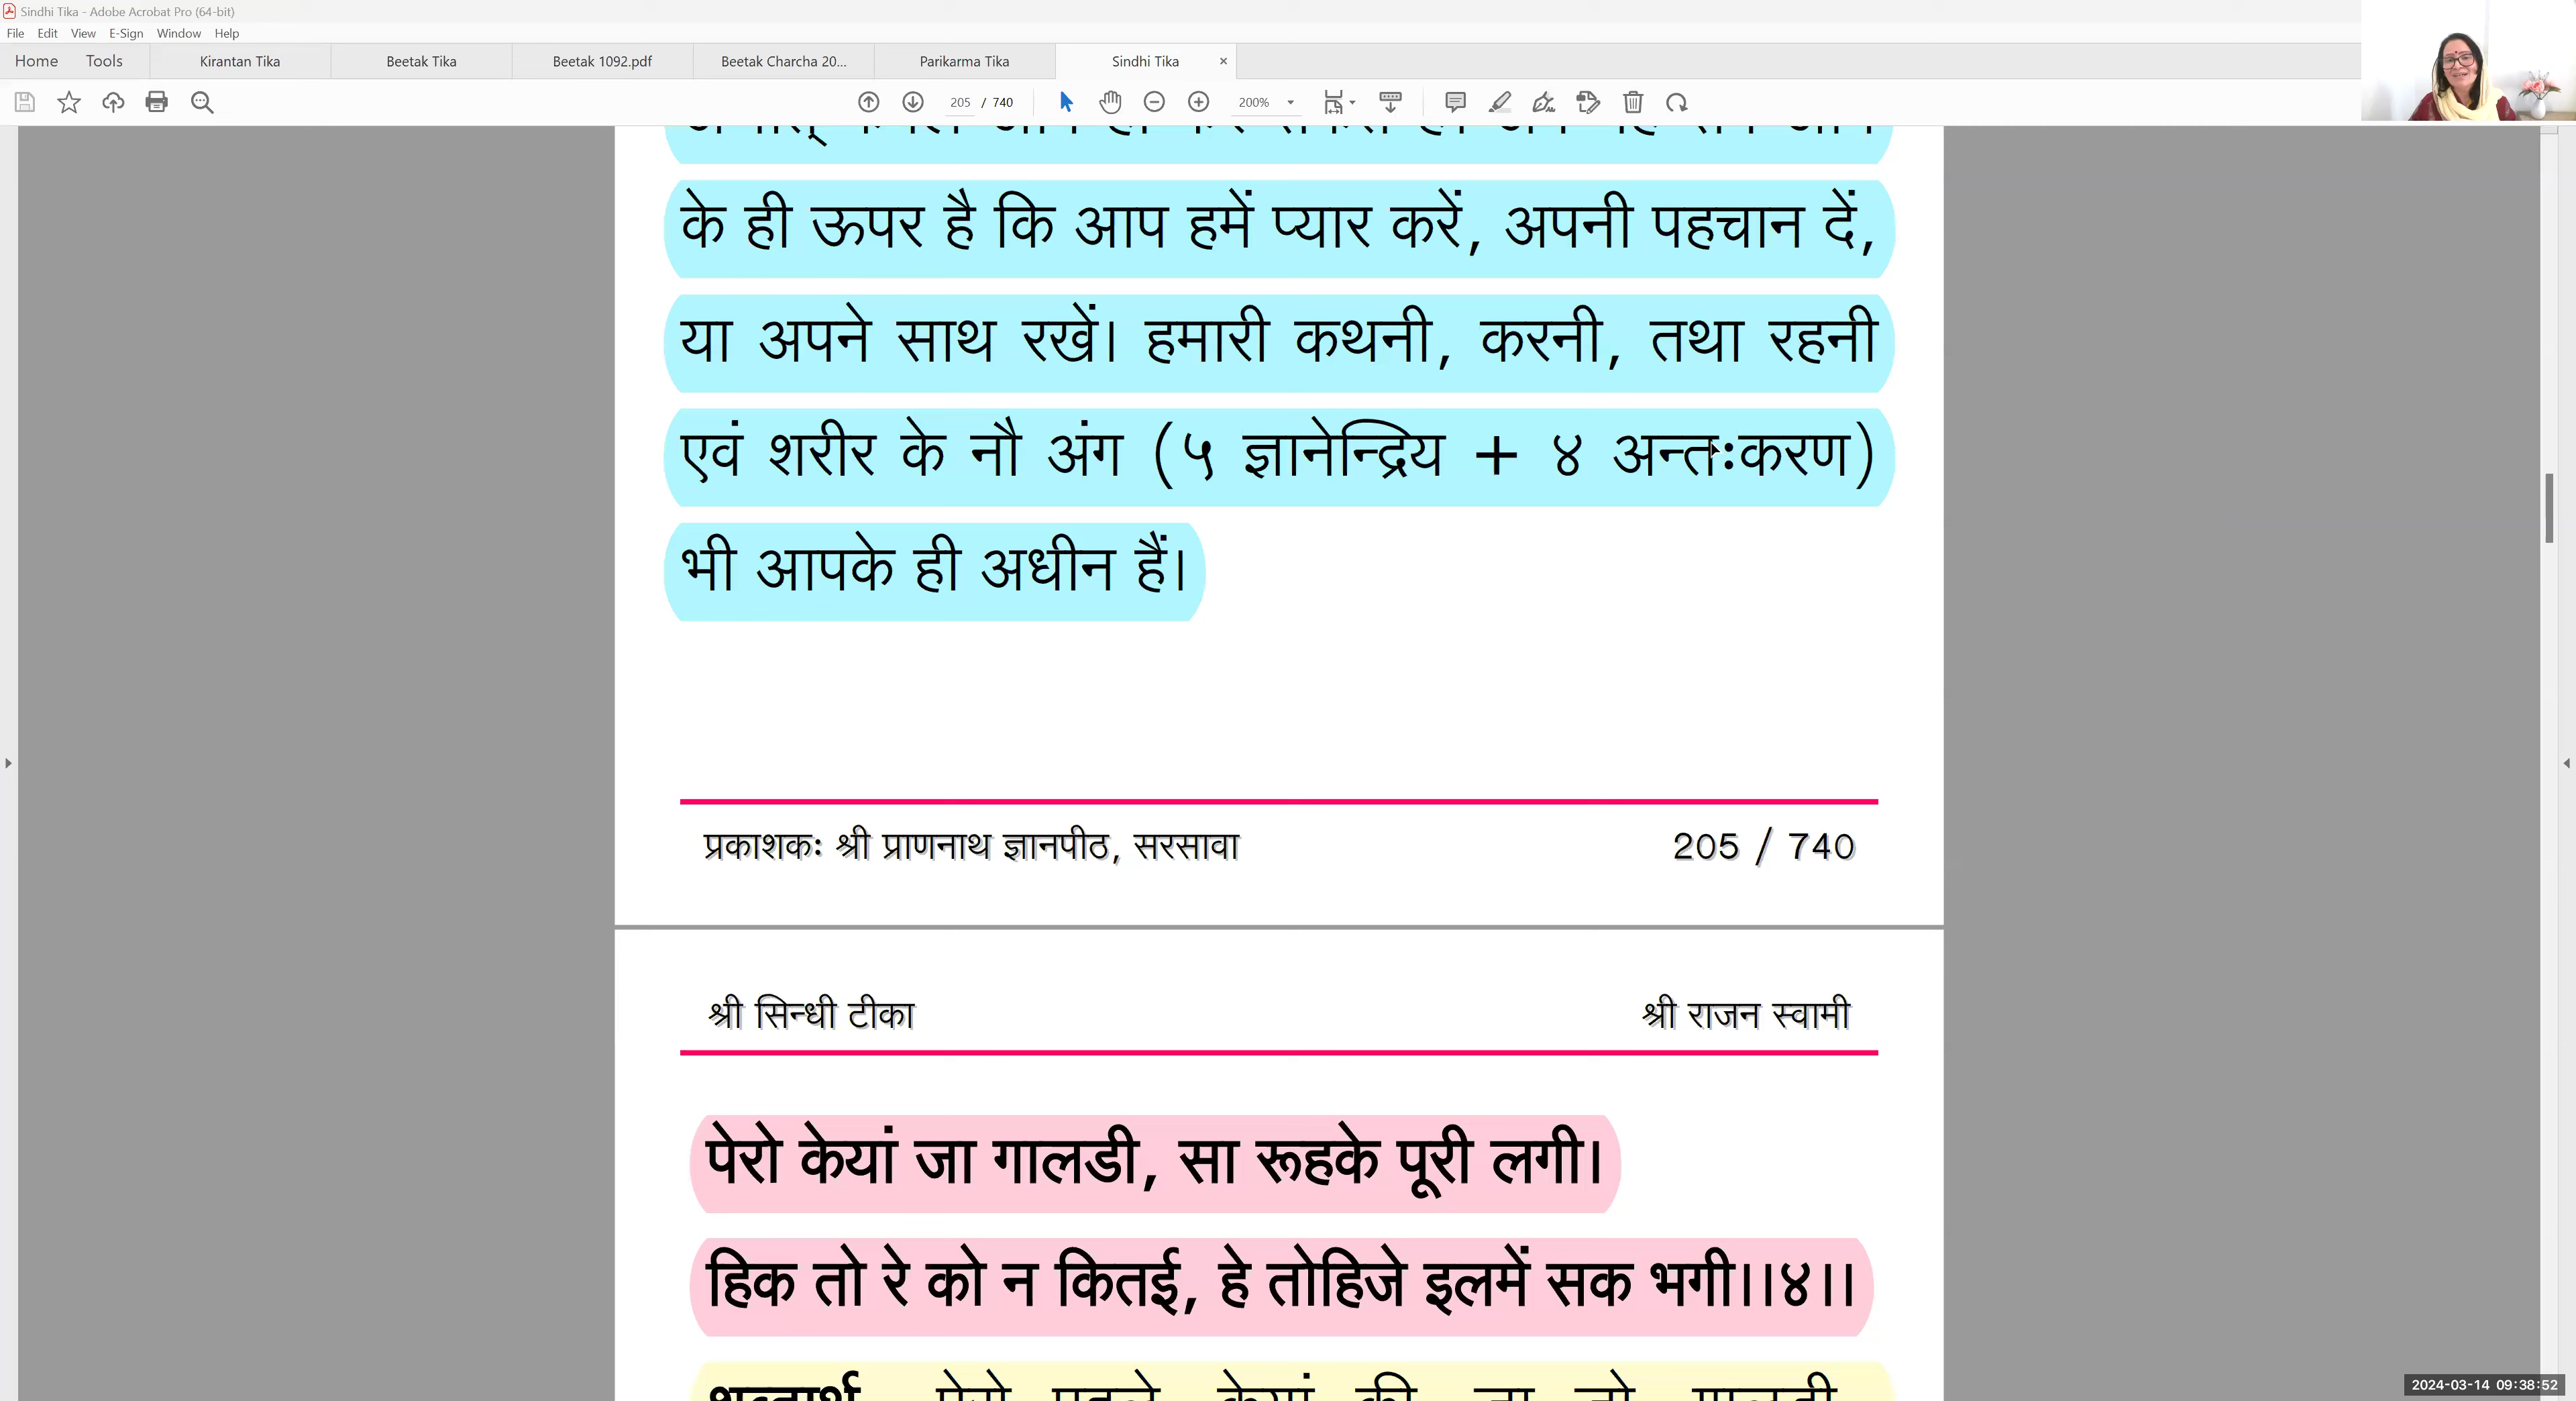 Sindhi Tika - Adobe Acrobat Pro (64-bit)
File Edit View E-Sign Window Help
Home Tools Kirantan Tika Beetak Tika Beetak 1092.pdf Beetak Charcha 20... Parikarma Tika Sindhi Tika
205 / 740 200%
के ही ऊपर है कि आप हमें प्यार करें, अपनी पहचान दें,
या अपने साथ रखें। हमारी कथनी, करनी, तथा रहनी
एवं शरीर के नौ अंग (५ ज्ञानेन्द्रिय + ४ अन्तःकरण)
भी आपके ही अधीन हैं।
प्रकाशकः श्री प्राणनाथ ज्ञानपीठ, सरसावा 205 / 740
श्री सिन्धी टीका श्री राजन स्वामी
पेरो केयां जा गालडी, सा रूहके पूरी लगी।
हिक तो रे को न कितई, हे तोहिजे इलमें सक भगी।।४।।
2024-03-14 09:38:52